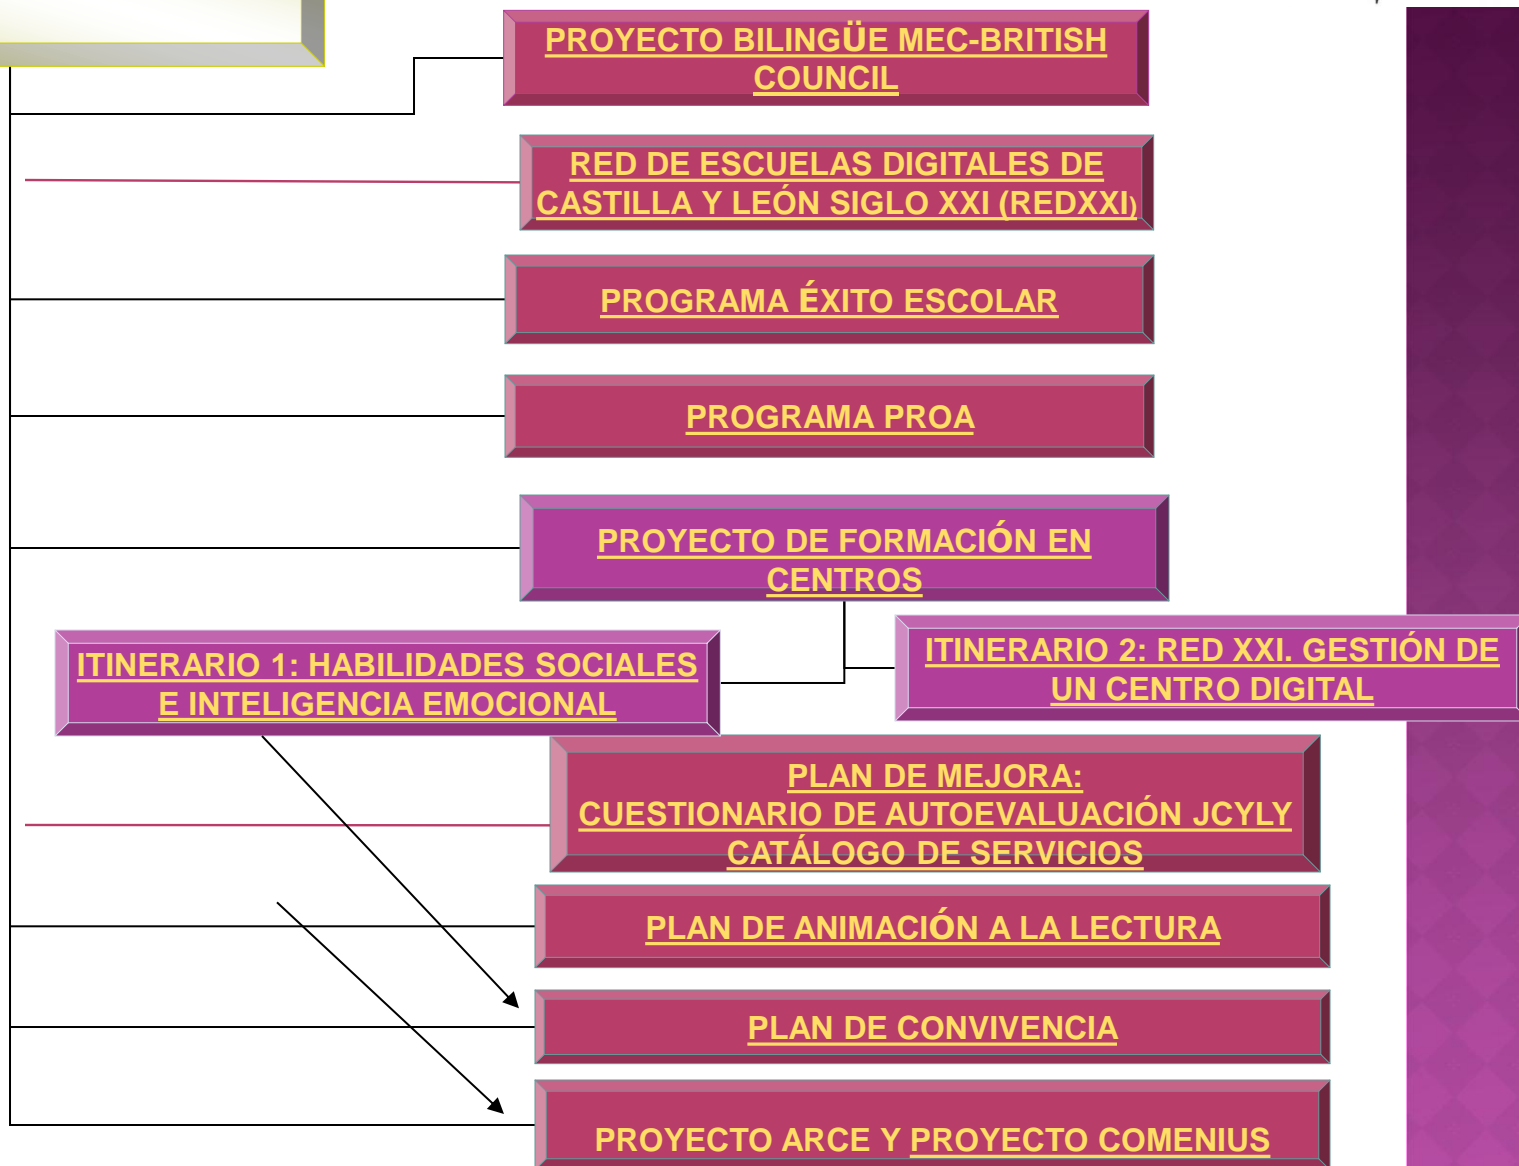 PROYECTO BILINGÜE MEC-BRITISH
COUNCIL
RED DE ESCUELAS DIGITALES DE
CASTILLA Y LEÓN SIGLO XXI (REDXXI)
PROGRAMA ÉXITO ESCOLAR
PROGRAMA PROA
PROYECTO DE FORMACIÓN EN
CENTROS
ITINERARIO 1: HABILIDADES SOCIALES
E INTELIGENCIA EMOCIONAL
ITINERARIO 2: RED XXI. GESTIÓN DE
UN CENTRO DIGITAL
PLAN DE MEJORA:
CUESTIONARIO DE AUTOEVALUACIÓN JCYLY
CATÁLOGO DE SERVICIOS
PLAN DE ANIMACIÓN A LA LECTURA
PLAN DE CONVIVENCIA
PROYECTO ARCE Y PROYECTO COMENIUS